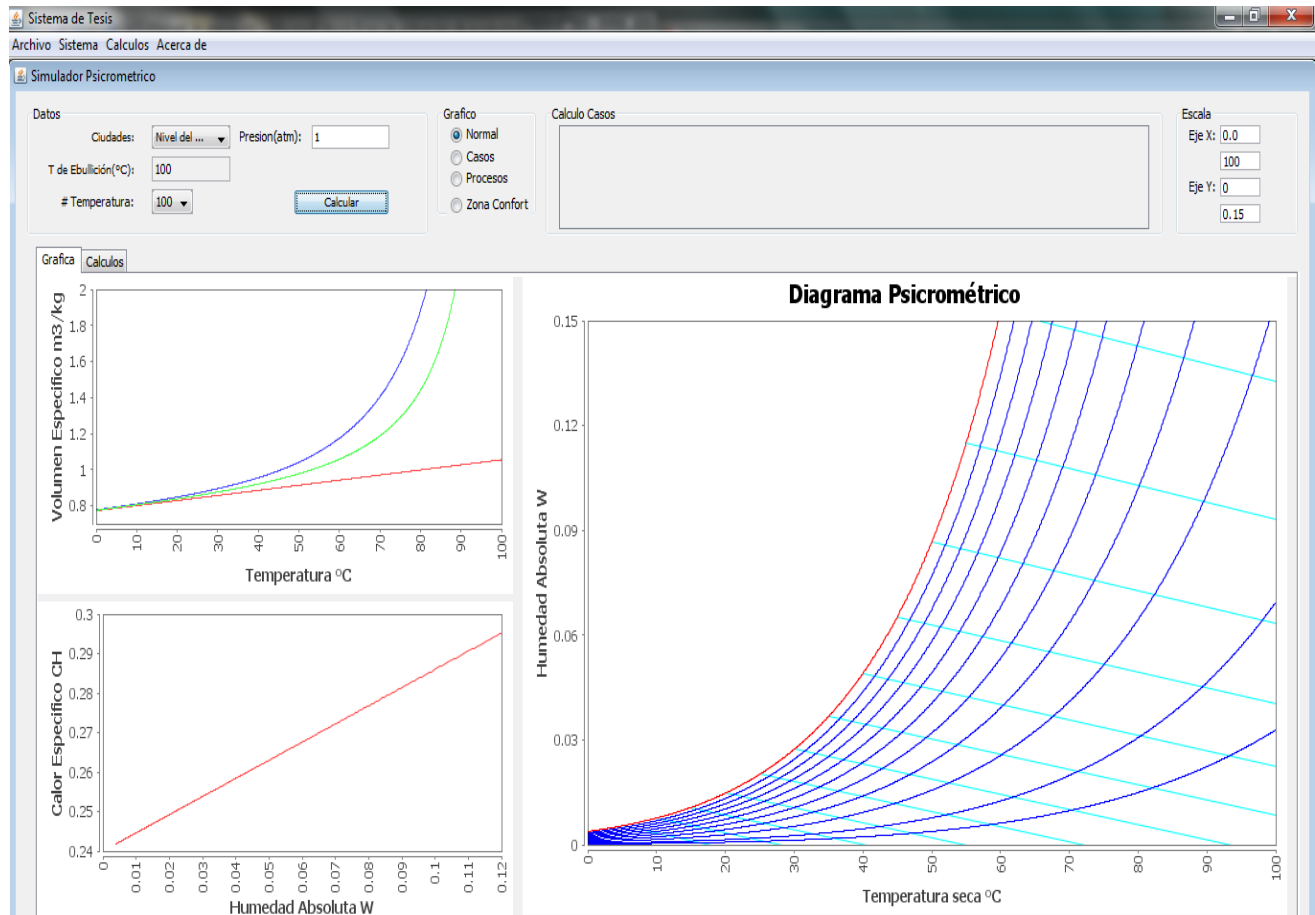 Sistema de Tesis
Archivo Sistema Calculos Acerca de
Simulador Psicrometrico
Datos
Ciudades: Nivel del ... Presion(atm): 1
T de Ebullición(ºC): 100
# Temperatura: 100 Calcular
Grafico
Normal
Casos
Procesos
Zona Confort
Calculo Casos
Escala
Eje X: 0.0
100
Eje Y: 0
0.15
Grafica Calculos
Volumen Especifico m3/kg
2
1.8
1.6
1.4
1.2
1
0.8
0 10 20 30 40 50 60 70 80 90 100
Temperatura ºC
Calor Especifico CH
0.3
0.29
0.28
0.27
0.26
0.25
0.24
0 0.01 0.02 0.03 0.04 0.05 0.06 0.07 0.08 0.09 0.1 0.11 0.12
Humedad Absoluta W
Diagrama Psicrométrico
Humedad Absoluta W
0.15
0.12
0.09
0.06
0.03
0
0 10 20 30 40 50 60 70 80 90 100
Temperatura seca ºC